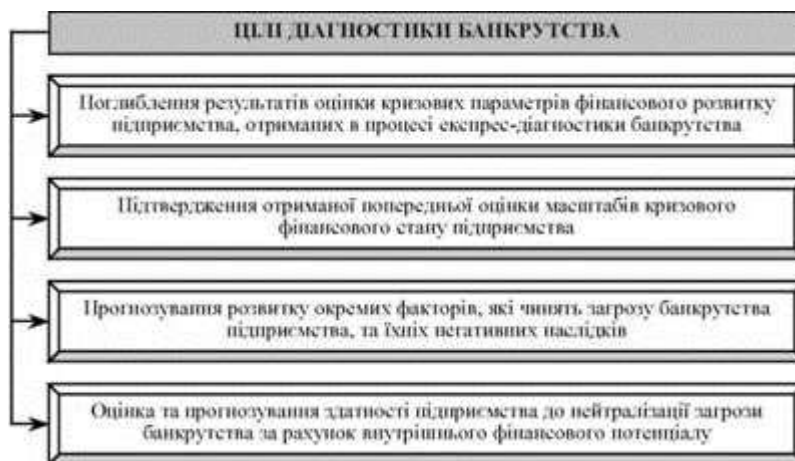 ЦІЛІ ДІАГНОСТИКИ БАНКРУТСТВА
Поглиблення результатів оцінки кризових параметрів фінансового розвитку
підприємства, отриманих в процесі експрес-діагностики банкрутства
Підтвердження отриманої попередньої оцінки масштабів кризового
фінансового стану підприємства
Прогнозування розвитку окремих факторів, які чинять загрозу банкрутства
підприємства, та їхніх негативних наслідків
Оцінка та прогнозування здатності підприємства до нейтралізації загрози
банкрутства за рахунок внутрішнього фінансового потенціалу